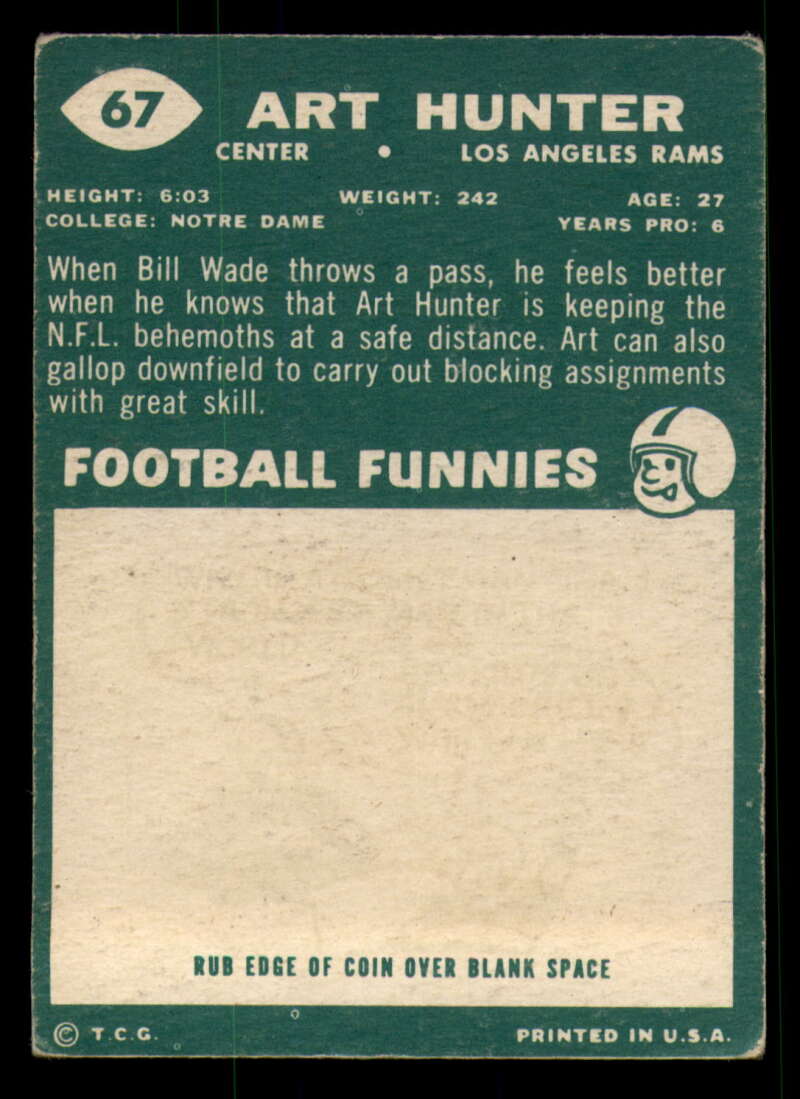 67
ART HUNTER
CENTER • LOS ANGELES RAMS
HEIGHT: 6:03 WEIGHT: 242 AGE: 27
COLLEGE: NOTRE DAME YEARS PRO: 6
When Bill Wade throws a pass, he feels better
when he knows that Art Hunter is keeping the
N.F.L. behemoths at a safe distance. Art can also
gallop downfield to carry out blocking assignments
with great skill.
FOOTBALL FUNNIES
RUB EDGE OF COIN OVER BLANK SPACE
© T.C.G. PRINTED IN U.S.A.